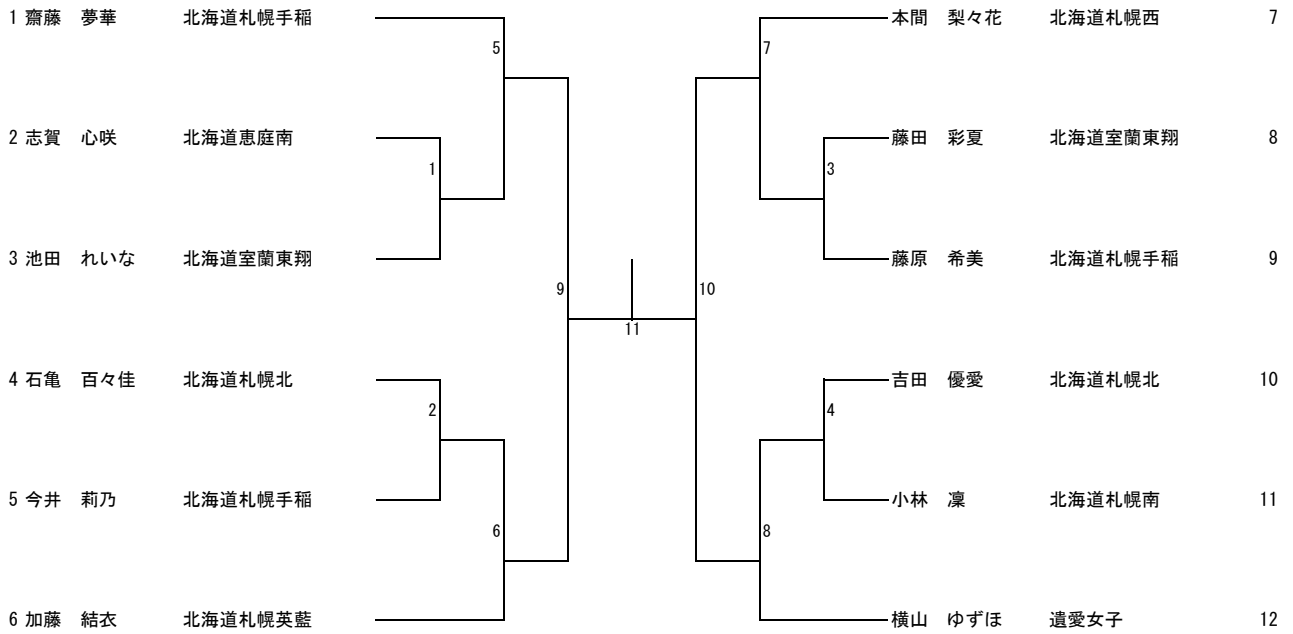 1 齋藤 夢華 北海道札幌手稲
5
2 志賀 心咲 北海道恵庭南
1
3 池田 れいな 北海道室蘭東翔
9
4 石亀 百々佳 北海道札幌北
2
5 今井 莉乃 北海道札幌手稲
6
6 加藤 結衣 北海道札幌英藍
11
本間 梨々花 北海道札幌西 7
7
藤田 彩夏 北海道室蘭東翔 8
3
藤原 希美 北海道札幌手稲 9
10
吉田 優愛 北海道札幌北 10
4
小林 凜 北海道札幌南 11
8
横山 ゆずほ 遺愛女子 12